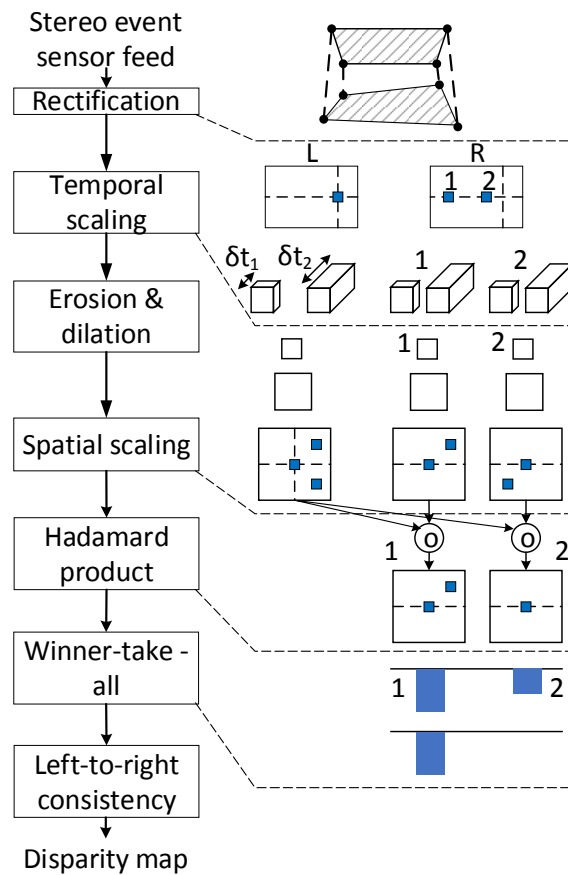 Stereo event
sensor feed
Rectification
L R
Temporal
scaling
1 2
δt1 δt2 1 2
Erosion &
dilation
1 2
Spatial scaling
Hadamard
product
o o
1 2
Winner-take -
all
1 2
Left-to-right
consistency
Disparity map